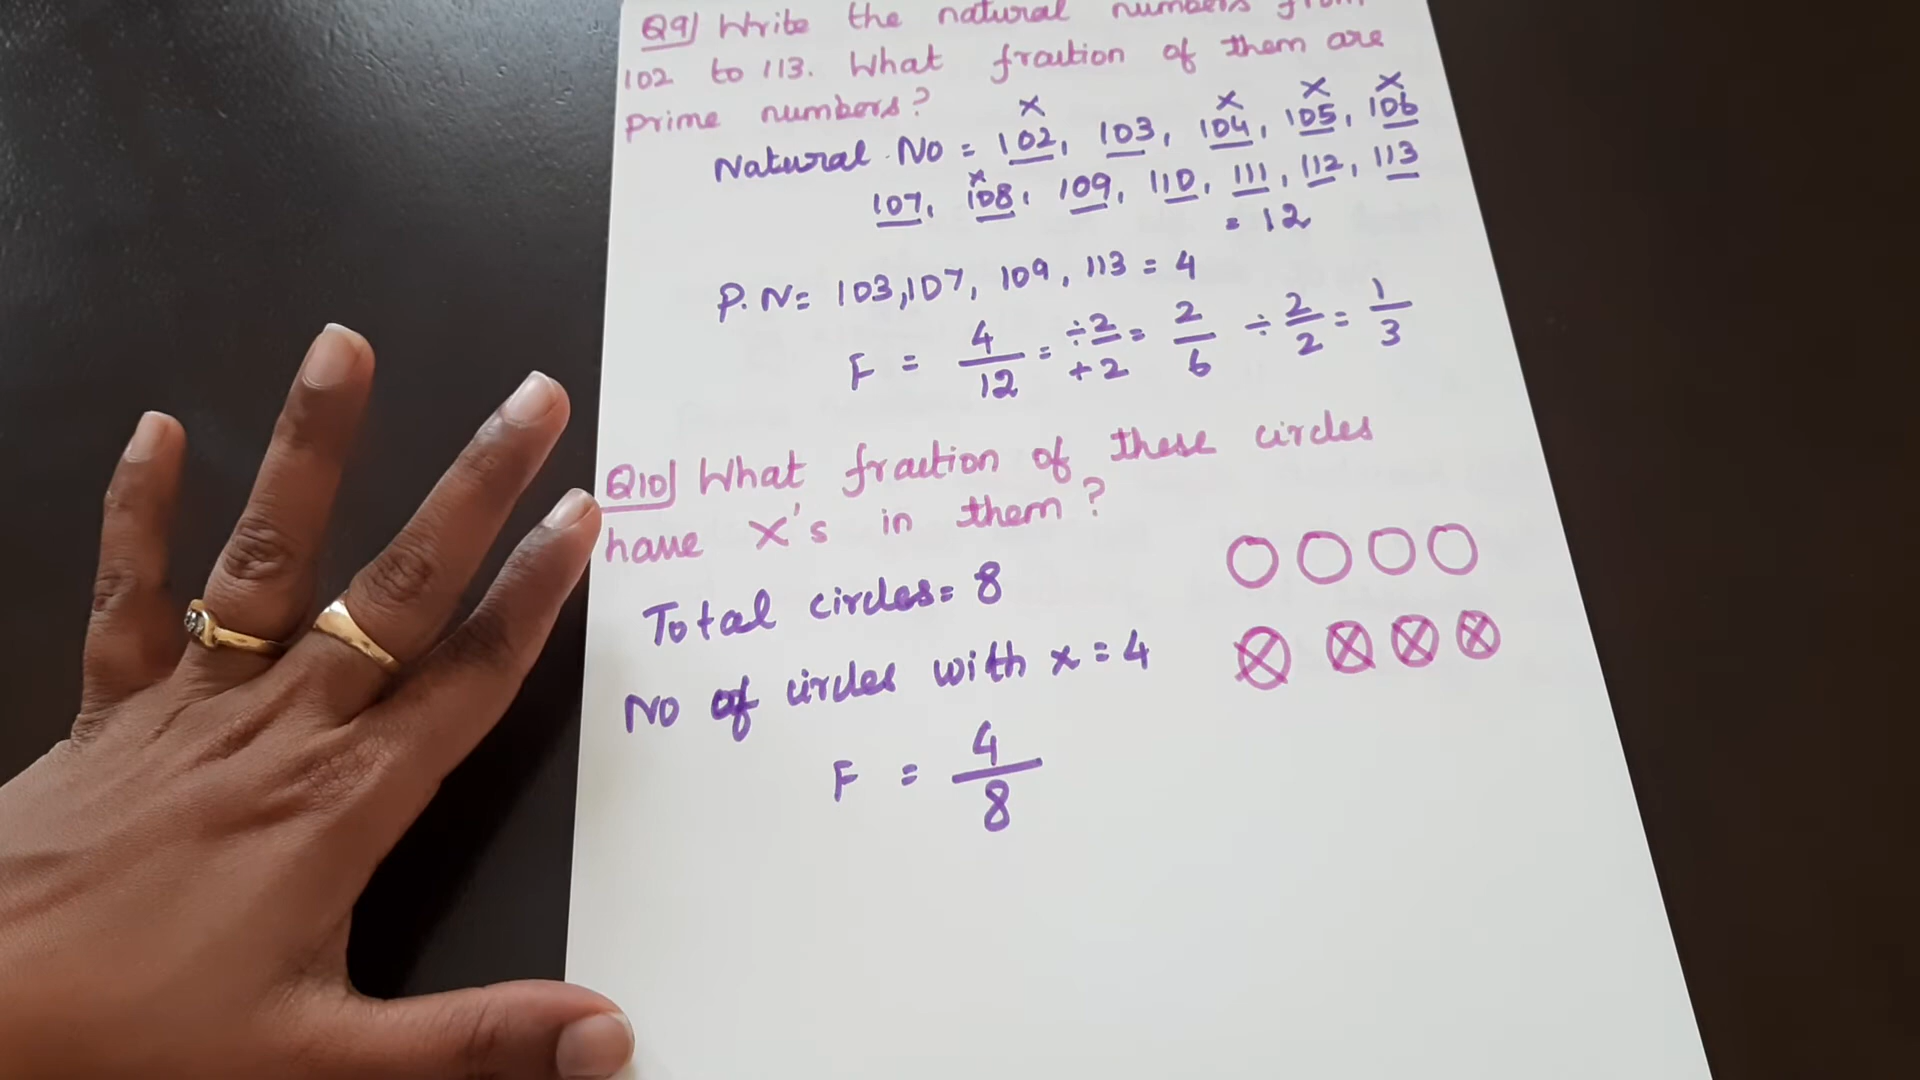 Q9] Write the natural numbers from
102 to 113. What fraction of them are
prime numbers?
x x x x
Natural No = 102, 103, 104, 105, 106
x
107, 108, 109, 110, 111, 112, 113
= 12
P.N = 103, 107, 109, 113 = 4
F = 4/12 = ÷2/÷2 = 2/6 ÷ 2/2 = 1/3
Q10] What fraction of these circles
have X's in them?
Total circles = 8
No of circles with x = 4
F = 4/8